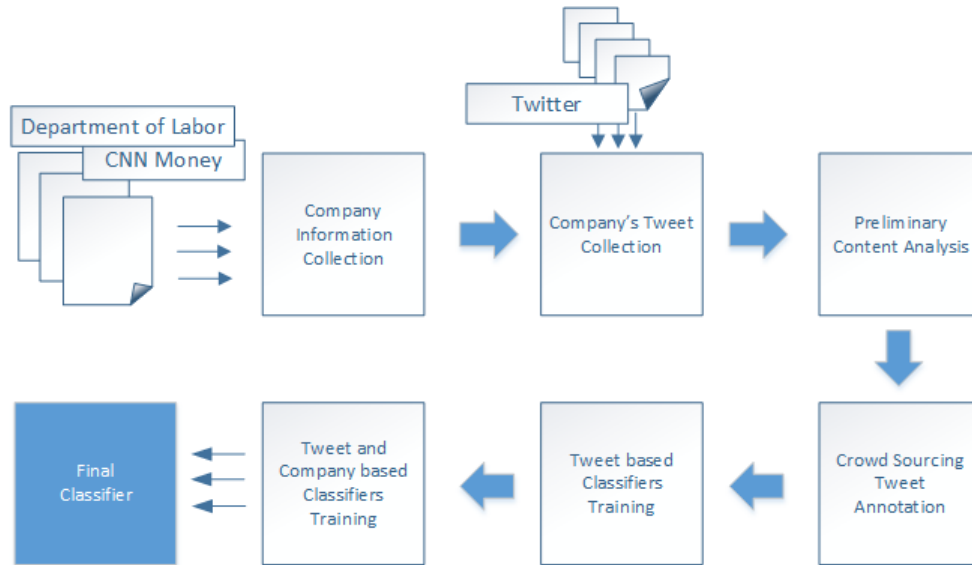 Department of Labor
CNN Money
Twitter
Company
Information
Collection
Company's Tweet
Collection
Preliminary
Content Analysis
Final
Classifier
Tweet and
Company based
Classifiers
Training
Tweet based
Classifiers
Training
Crowd Sourcing
Tweet
Annotation